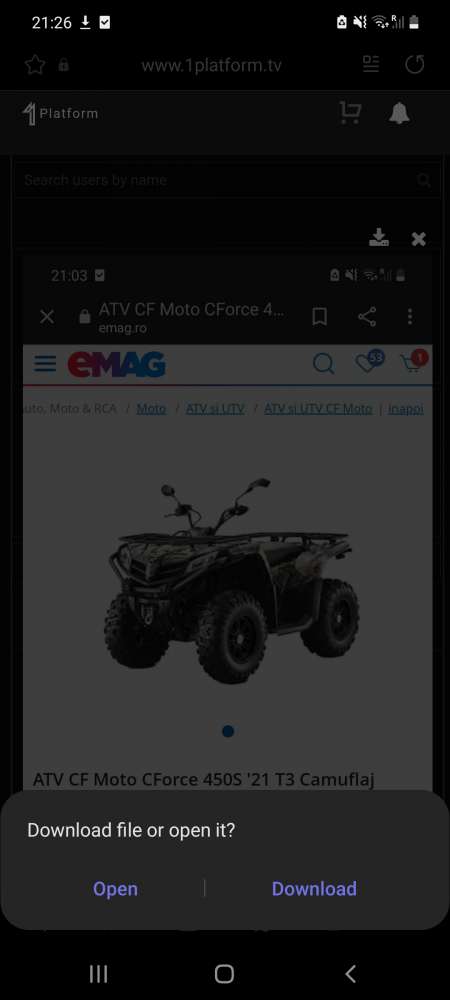 21:26
www.1platform.tv
1 Platform
Search users by name
21:03
ATV CF Moto CForce 4...
emag.ro
eMAG
53
1
uto, Moto & RCA / Moto / ATV si UTV / ATV si UTV CF Moto | inapoi
ATV CF Moto CForce 450S '21 T3 Camuflaj
Download file or open it?
Open
Download